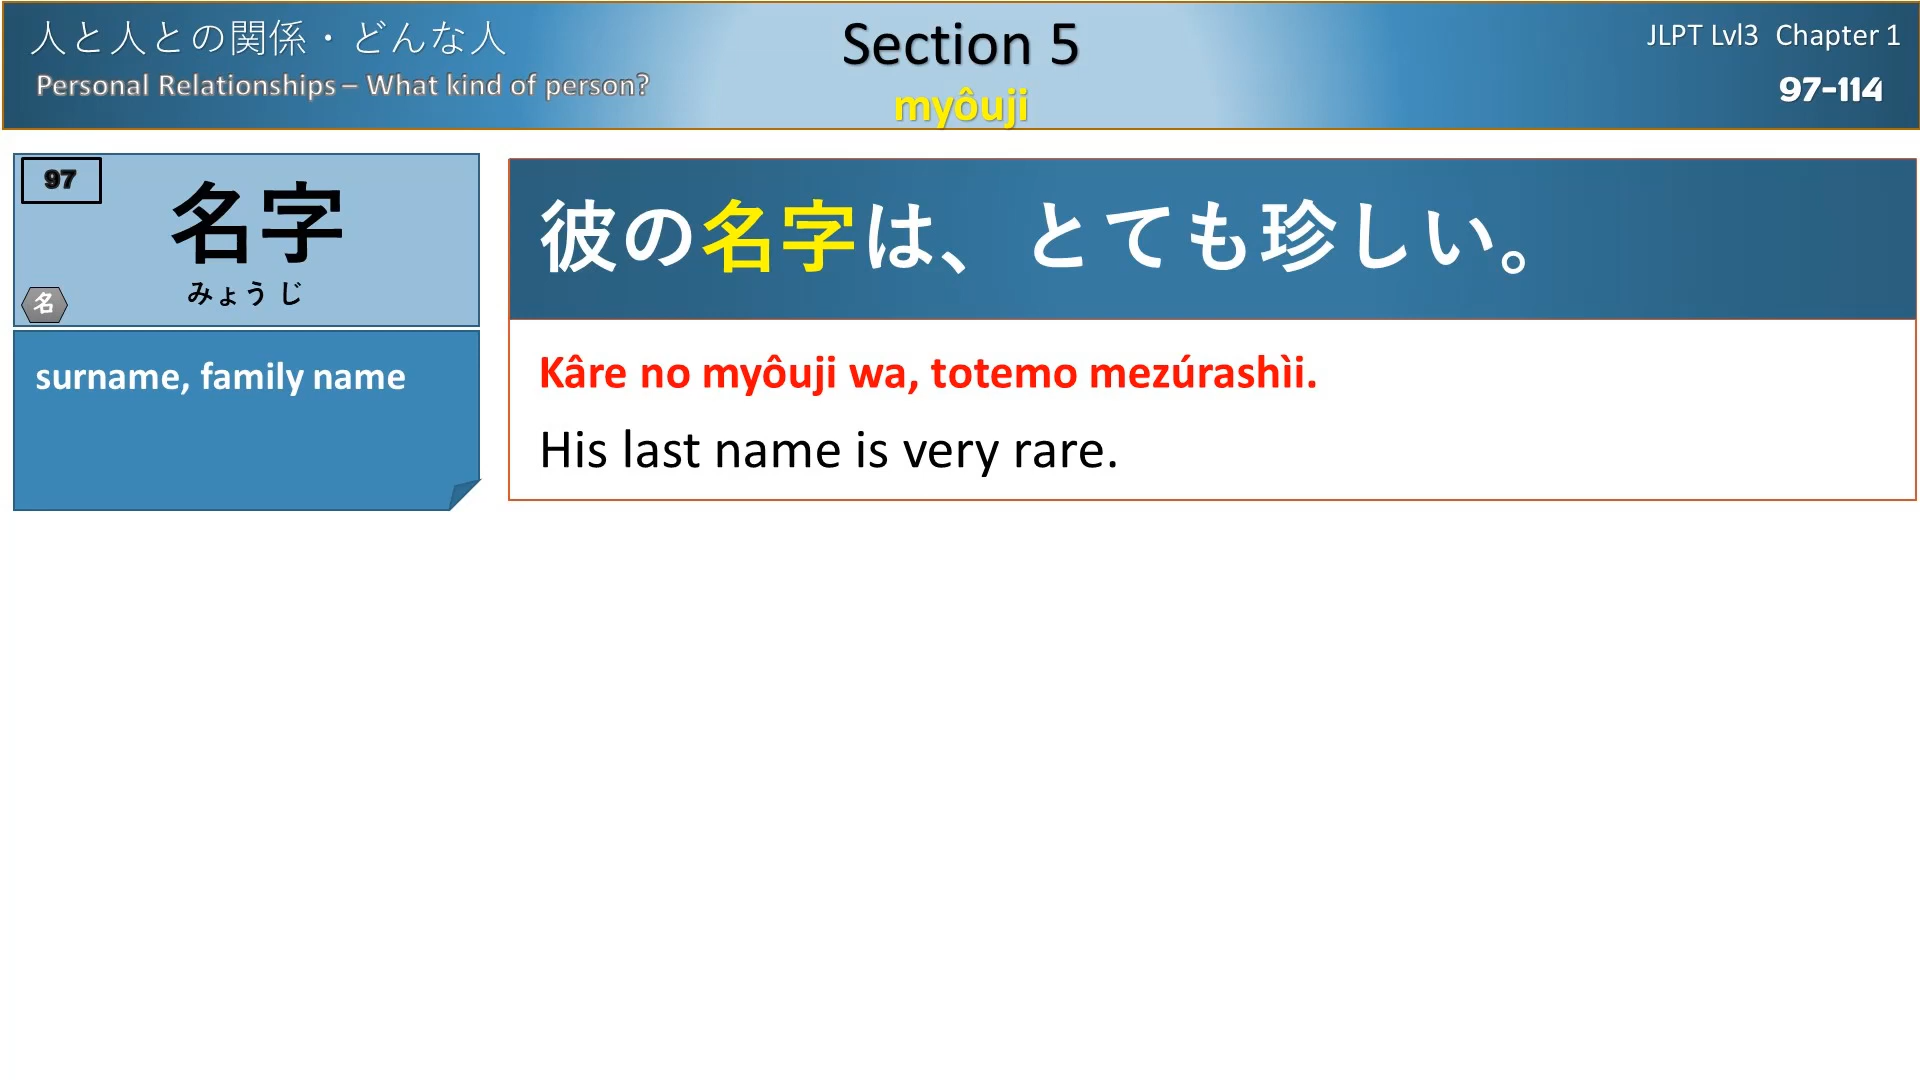 人と人との関係・どんな人
Personal Relationships – What kind of person?
Section 5
myôuji
JLPT Lvl3 Chapter 1
97-114
97
名字
みょう じ
名
surname, family name
彼の名字は、とても珍しい。
Kâre no myôuji wa, totemo mezúrashìi.
His last name is very rare.